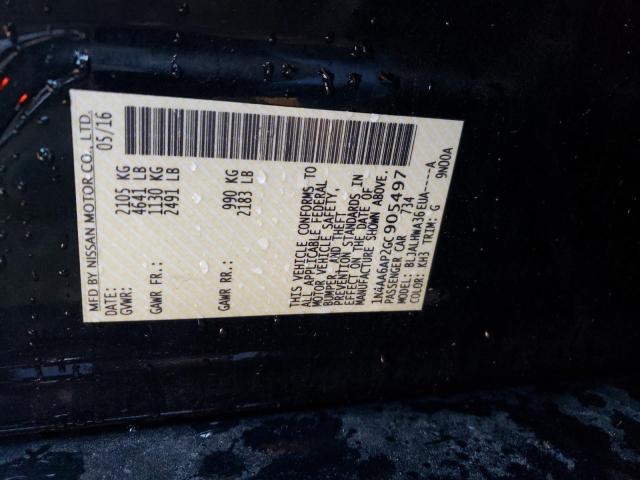 MFD BY NISSAN MOTOR CO., LTD.
DATE: 05/16
GVWR: 2105 KG
4641 LB
GAWR FR.: 1130 KG
2491 LB
GAWR RR.: 990 KG
2183 LB
THIS VEHICLE CONFORMS TO
ALL APPLICABLE FEDERAL
MOTOR VEHICLE SAFETY,
BUMPER, AND THEFT
PREVENTION STANDARDS IN
EFFECT ON THE DATE OF
MANUFACTURE SHOWN ABOVE.
1N4AA6AP2GC905497
PASSENGER CAR 734
MODEL: BLJALHWA36EUA-----A
COLOR: KH3 TRIM: G 9N00A